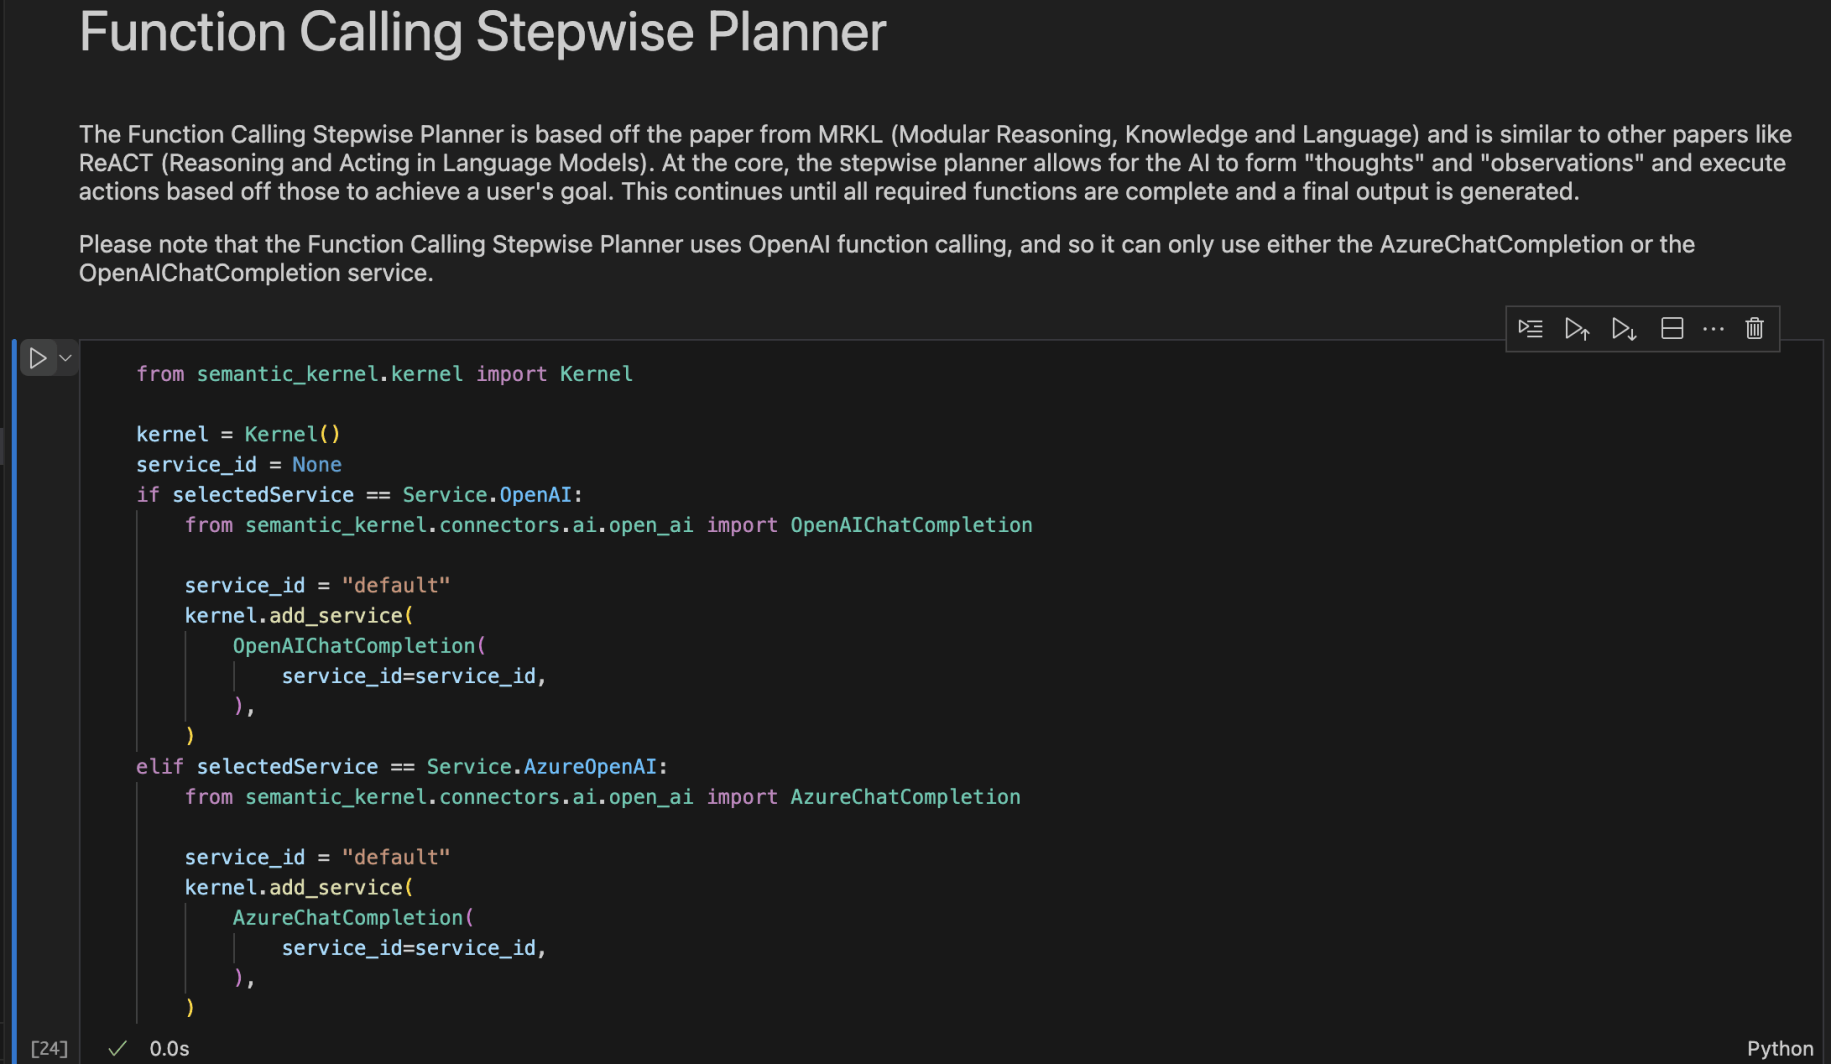 Function Calling Stepwise Planner
The Function Calling Stepwise Planner is based off the paper from MRKL (Modular Reasoning, Knowledge and Language) and is similar to other papers like
ReACT (Reasoning and Acting in Language Models). At the core, the stepwise planner allows for the AI to form "thoughts" and "observations" and execute
actions based off those to achieve a user's goal. This continues until all required functions are complete and a final output is generated.
Please note that the Function Calling Stepwise Planner uses OpenAI function calling, and so it can only use either the AzureChatCompletion or the
OpenAIChatCompletion service.
from semantic_kernel.kernel import Kernel
kernel = Kernel()
service_id = None
if selectedService == Service.OpenAI:
    from semantic_kernel.connectors.ai.open_ai import OpenAIChatCompletion
    service_id = "default"
    kernel.add_service(
        OpenAIChatCompletion(
            service_id=service_id,
        ),
    )
elif selectedService == Service.AzureOpenAI:
    from semantic_kernel.connectors.ai.open_ai import AzureChatCompletion
    service_id = "default"
    kernel.add_service(
        AzureChatCompletion(
            service_id=service_id,
        ),
    )
[24] ✓ 0.0s Python